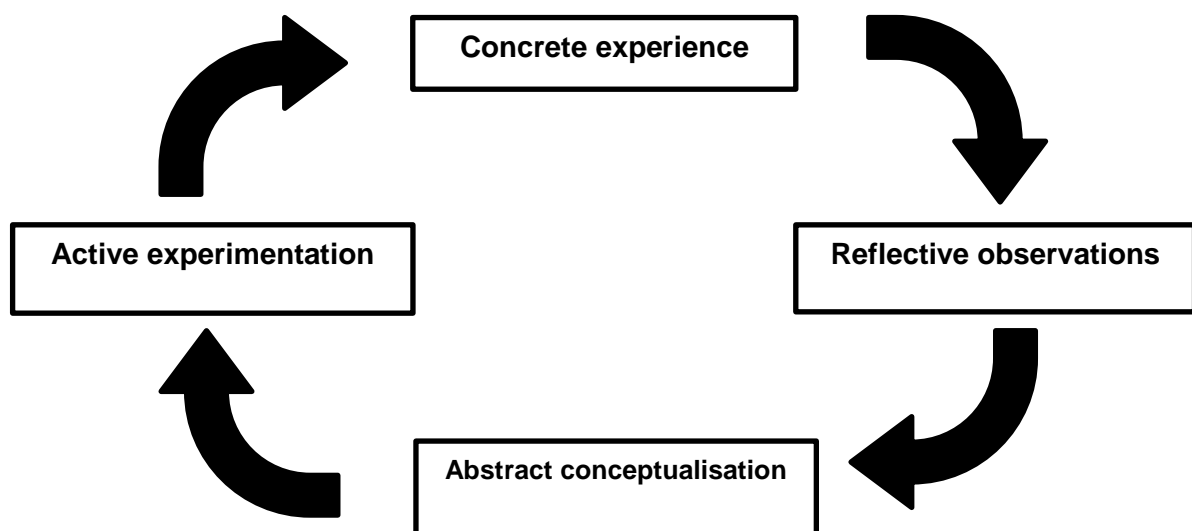 Concrete experience
Active experimentation
Reflective observations
Abstract conceptualisation